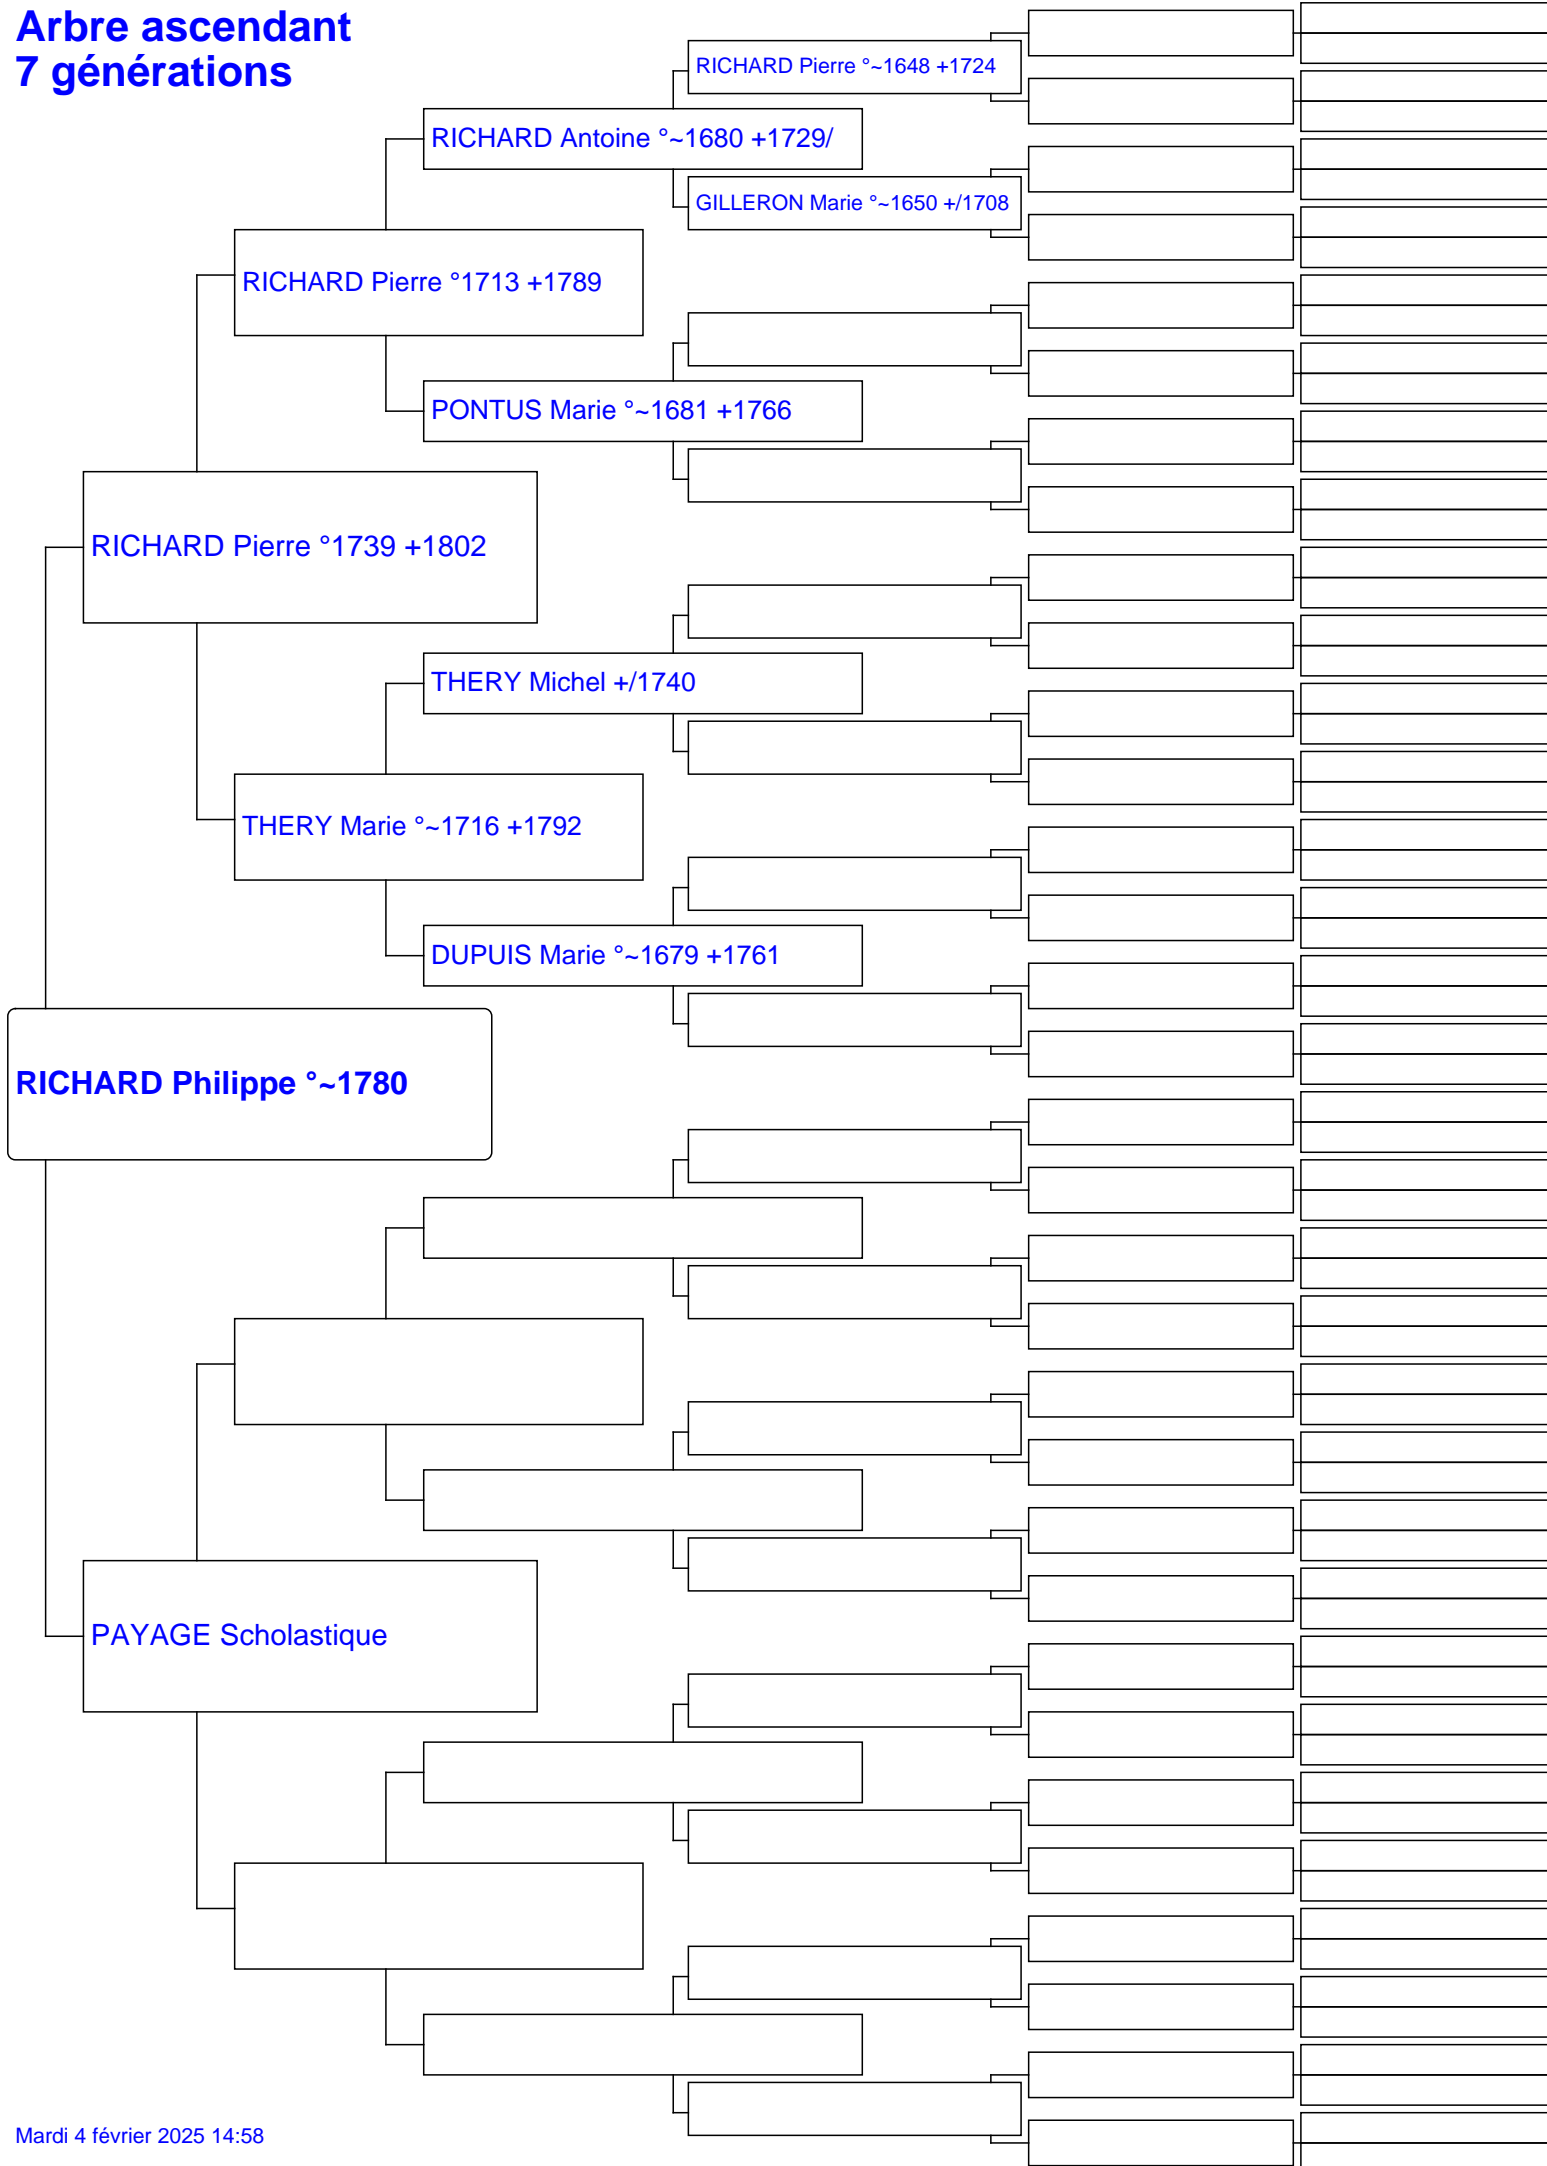 Arbre ascendant
7 générations
RICHARD Pierre °~1648 +1724
RICHARD Antoine °~1680 +1729/
GILLERON Marie °~1650 +/1708
RICHARD Pierre °1713 +1789
PONTUS Marie °~1681 +1766
RICHARD Pierre °1739 +1802
THERY Michel +/1740
THERY Marie °~1716 +1792
DUPUIS Marie °~1679 +1761
RICHARD Philippe °~1780
PAYAGE Scholastique
Mardi 4 février 2025 14:58